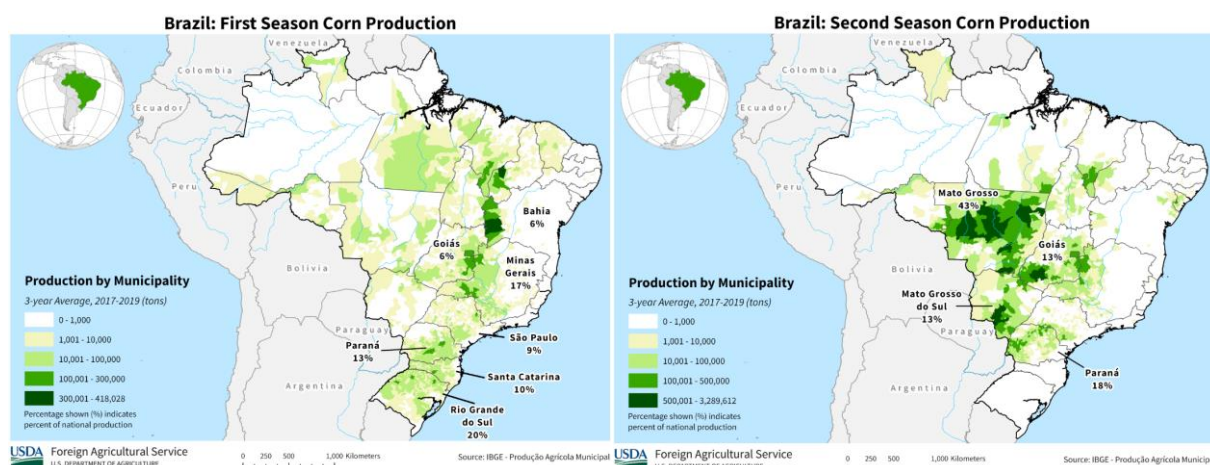 Brazil: First Season Corn Production
Venezuela
Colombia
Ecuador
Peru
Bolivia
Paraguay
Argentina
Bahia
6%
Goiás
6%
Minas
Gerais
17%
São Paulo
9%
Paraná
13%
Santa Catarina
10%
Rio Grande
do Sul
20%
Production by Municipality
3-year Average, 2017-2019 (tons)
0 - 1,000
1,001 - 10,000
10,001 - 100,000
100,001 - 300,000
300,001 - 418,028
Percentage shown (%) indicates
percent of national production
USDA Foreign Agricultural Service
U.S. DEPARTMENT OF AGRICULTURE
0 250 500 1,000 Kilometers
Source: IBGE - Produção Agrícola Municipal
Brazil: Second Season Corn Production
Venezuela
Colombia
Ecuador
Peru
Bolivia
Paraguay
Argentina
Mato Grosso
43%
Goiás
13%
Mato Grosso
do Sul
13%
Paraná
18%
Production by Municipality
3-year Average, 2017-2019 (tons)
0 - 1,000
1,001 - 10,000
10,001 - 100,000
100,001 - 500,000
500,001 - 3,289,612
Percentage shown (%) indicates
percent of national production
USDA Foreign Agricultural Service
U.S. DEPARTMENT OF AGRICULTURE
0 250 500 1,000 Kilometers
Source: IBGE - Produção Agrícola Municip